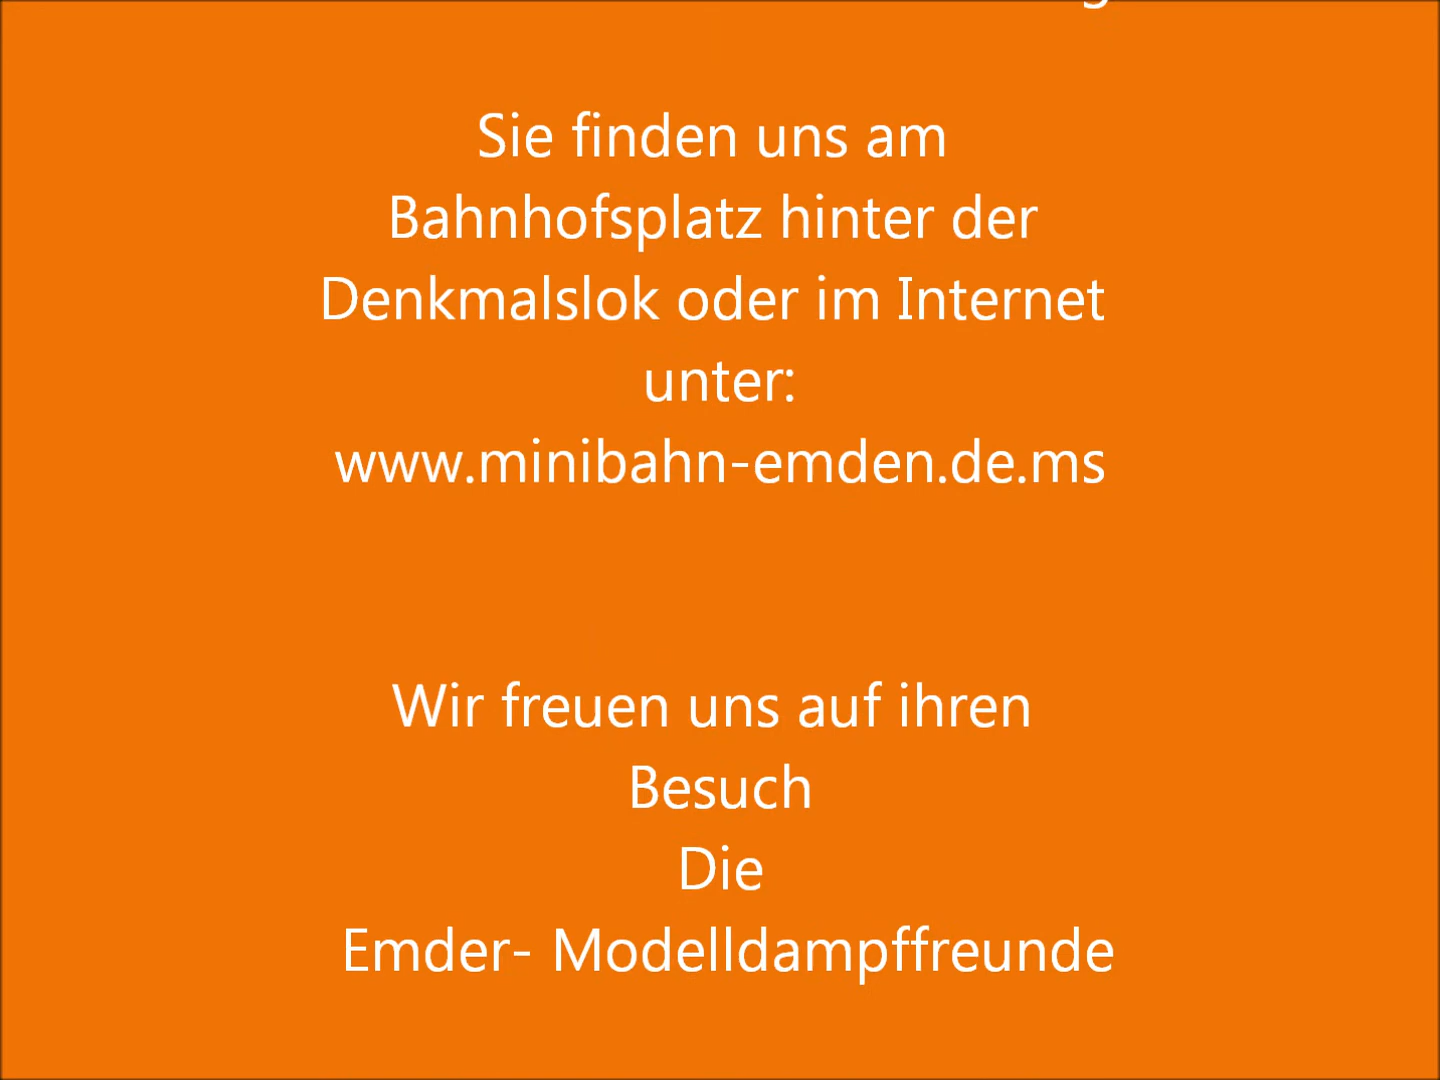 Sie finden uns am
Bahnhofsplatz hinter der
Denkmalslok oder im Internet
unter:
www.minibahn-emden.de.ms
Wir freuen uns auf ihren
Besuch
Die
Emder- Modelldampffreunde